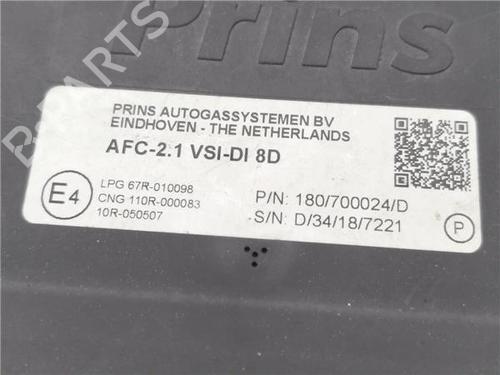 Prins
PRINS AUTOGASSYSTEMEN BV
EINDHOVEN - THE NETHERLANDS
AFC-2.1 VSI-DI 8D
E4
LPG 67R-010098
CNG 110R-000083
10R-050507
P/N: 180/700024/D
S/N: D/34/18/7221
P